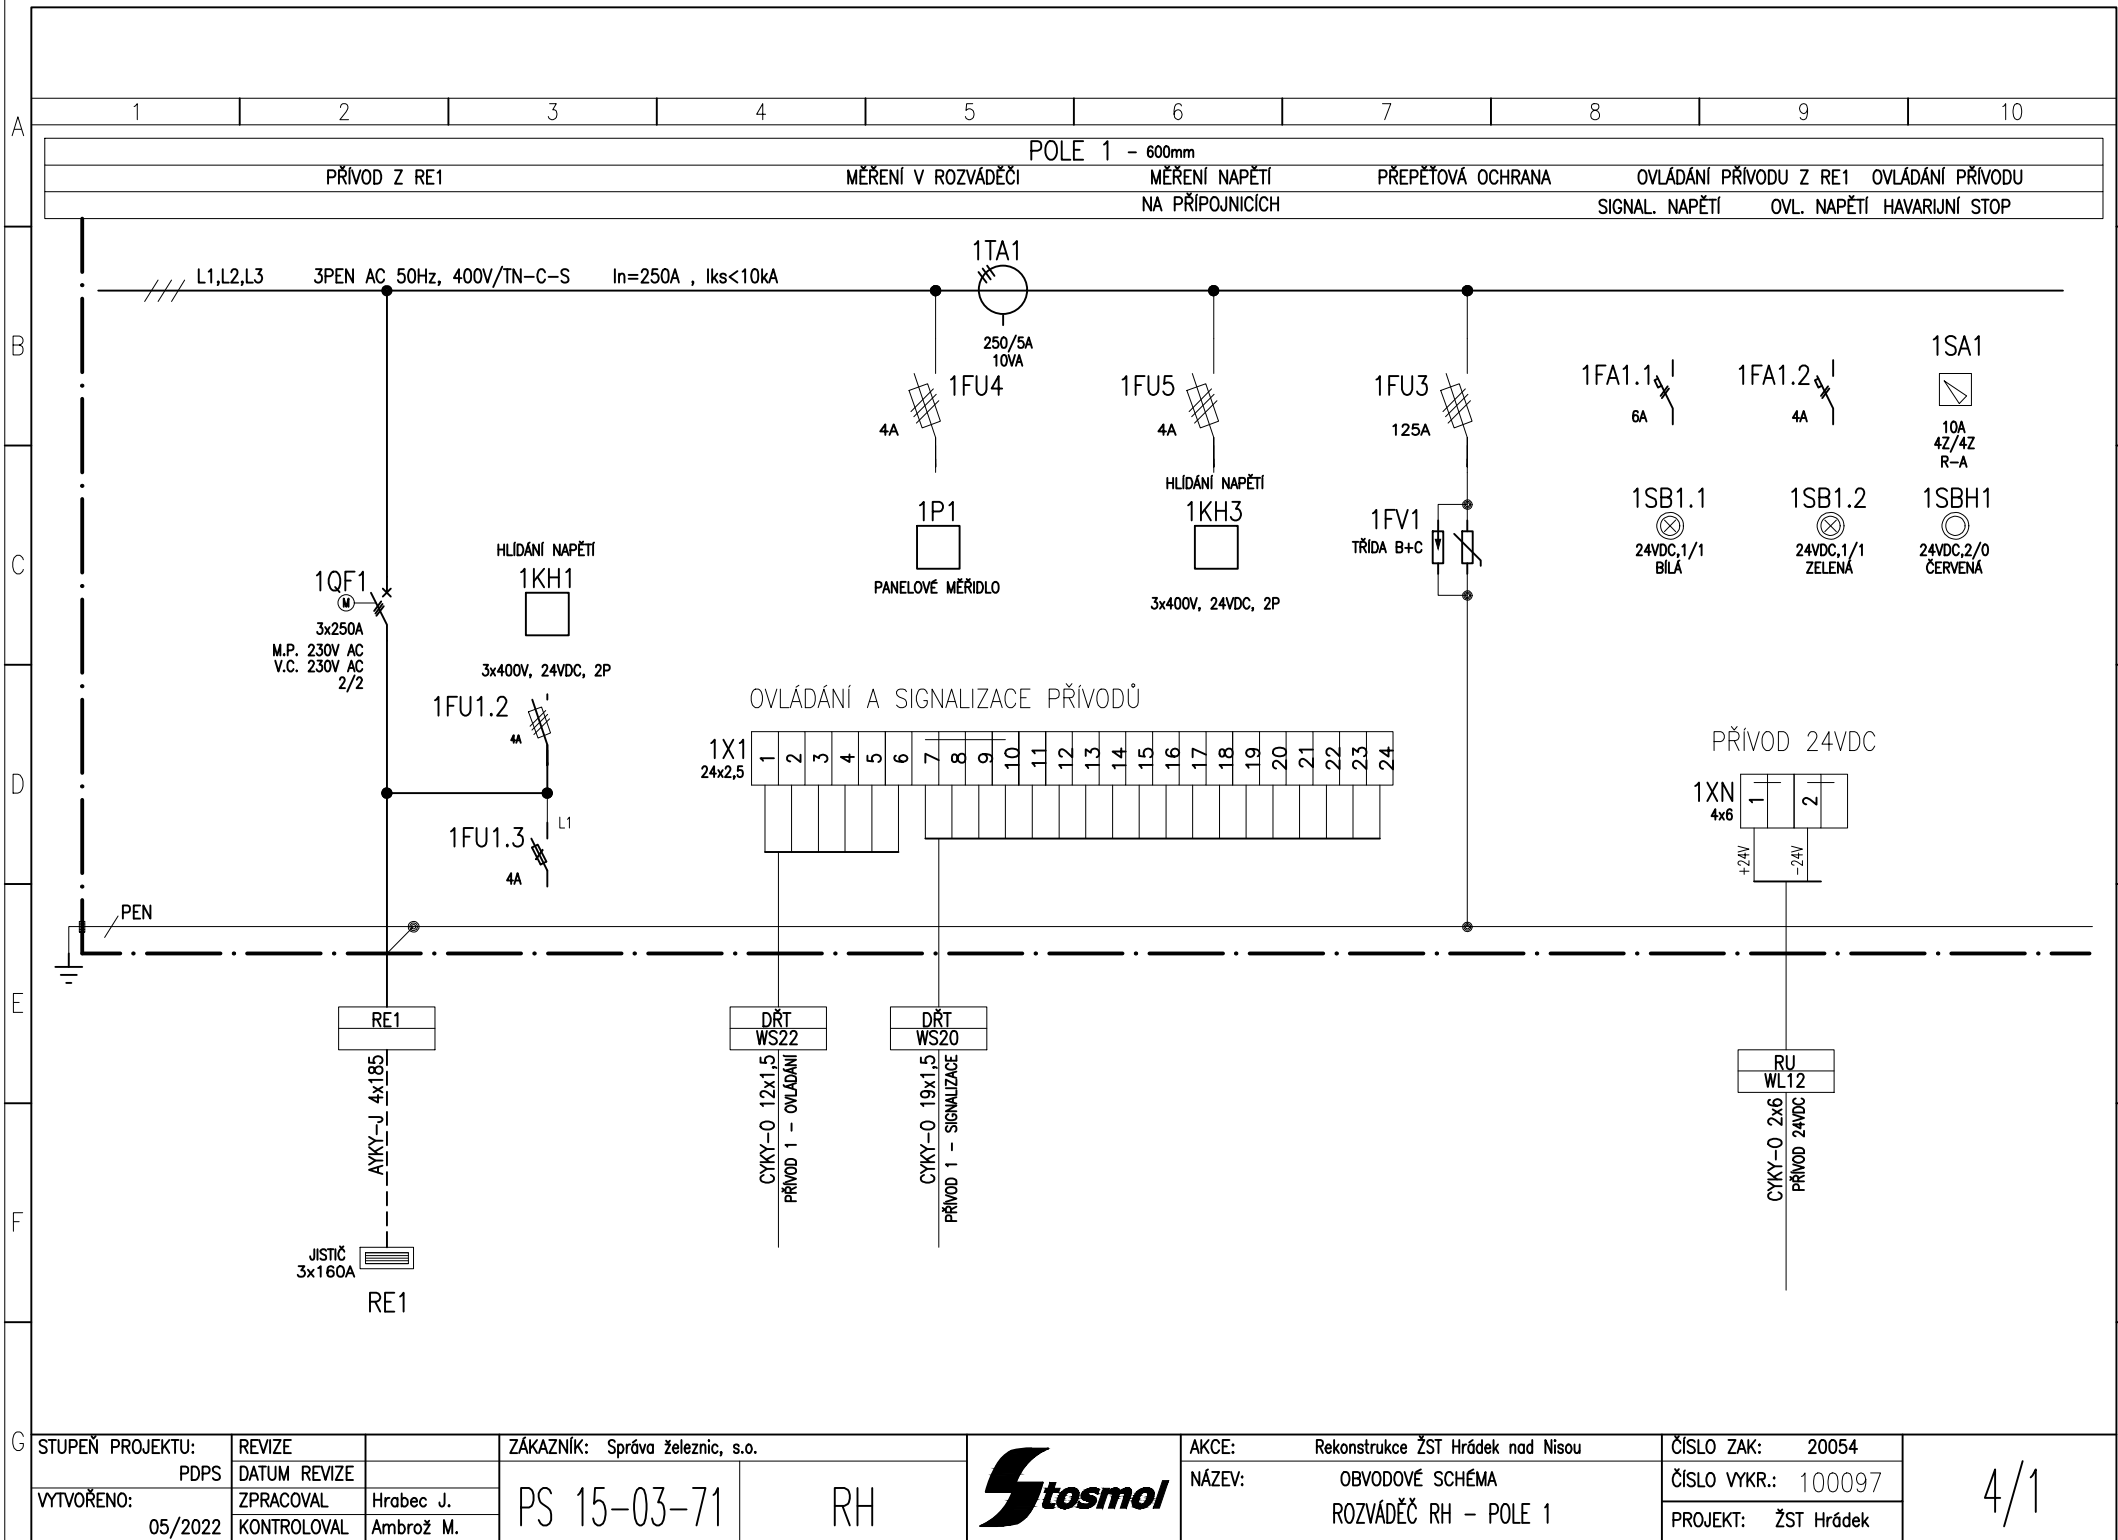 1 2 3 4 5 6 7 8 9 10
A
POLE 1 - 600mm
PŘÍVOD Z RE1 MĚŘENÍ V ROZVÁDĚČI MĚŘENÍ NAPĚTÍ PŘEPĚŤOVÁ OCHRANA OVLÁDÁNÍ PŘÍVODU Z RE1 OVLÁDÁNÍ PŘÍVODU
NA PŘÍPOJNICÍCH SIGNAL. NAPĚTÍ OVL. NAPĚTÍ HAVARIJNÍ STOP
1TA1
L1,L2,L3 3PEN AC 50Hz, 400V/TN-C-S In=250A , Iks<10kA
250/5A
10VA
B
1FU4
4A
1FU5
4A
1FU3
125A
1FA1.1
6A
1FA1.2
4A
1SA1
10A
4Z/4Z
R-A
C
1QF1
M
3x250A
M.P. 230V AC
V.C. 230V AC
2/2
HLÍDÁNÍ NAPĚTÍ
1KH1
3x400V, 24VDC, 2P
1P1
PANELOVÉ MĚŘIDLO
HLÍDÁNÍ NAPĚTÍ
1KH3
3x400V, 24VDC, 2P
1FV1
TŘÍDA B+C
1SB1.1
24VDC,1/1
BÍLÁ
1SB1.2
24VDC,1/1
ZELENÁ
1SBH1
24VDC,2/0
ČERVENÁ
D
1FU1.2
4A
L1
1FU1.3
4A
OVLÁDÁNÍ A SIGNALIZACE PŘÍVODŮ
1X1
24x2,5
1 2 3 4 5 6 7 8 9 10 11 12 13 14 15 16 17 18 19 20 21 22 23 24
PŘÍVOD 24VDC
1XN
4x6
1 2
+24V
-24V
PEN
E
RE1
DŘT
WS22
DŘT
WS20
RU
WL12
AYKY-J 4x185
CYKY-O 12x1,5
PŘÍVOD 1 - OVLÁDÁNÍ
CYKY-O 19x1,5
PŘÍVOD 1 - SIGNALIZACE
CYKY-O 2x6
PŘÍVOD 24VDC
F
JISTIČ
3x160A
RE1
G
STUPEŇ PROJEKTU:
PDPS
VYTVOŘENO:
05/2022
REVIZE
DATUM REVIZE
ZPRACOVAL Hrabec J.
KONTROLOVAL Ambrož M.
ZÁKAZNÍK: Správa železnic, s.o.
PS 15-03-71
RH
Stosmol
AKCE: Rekonstrukce ŽST Hrádek nad Nisou
NÁZEV: OBVODOVÉ SCHÉMA
ROZVÁDĚČ RH - POLE 1
ČÍSLO ZAK: 20054
ČÍSLO VYKR.: 100097
PROJEKT: ŽST Hrádek
4/1